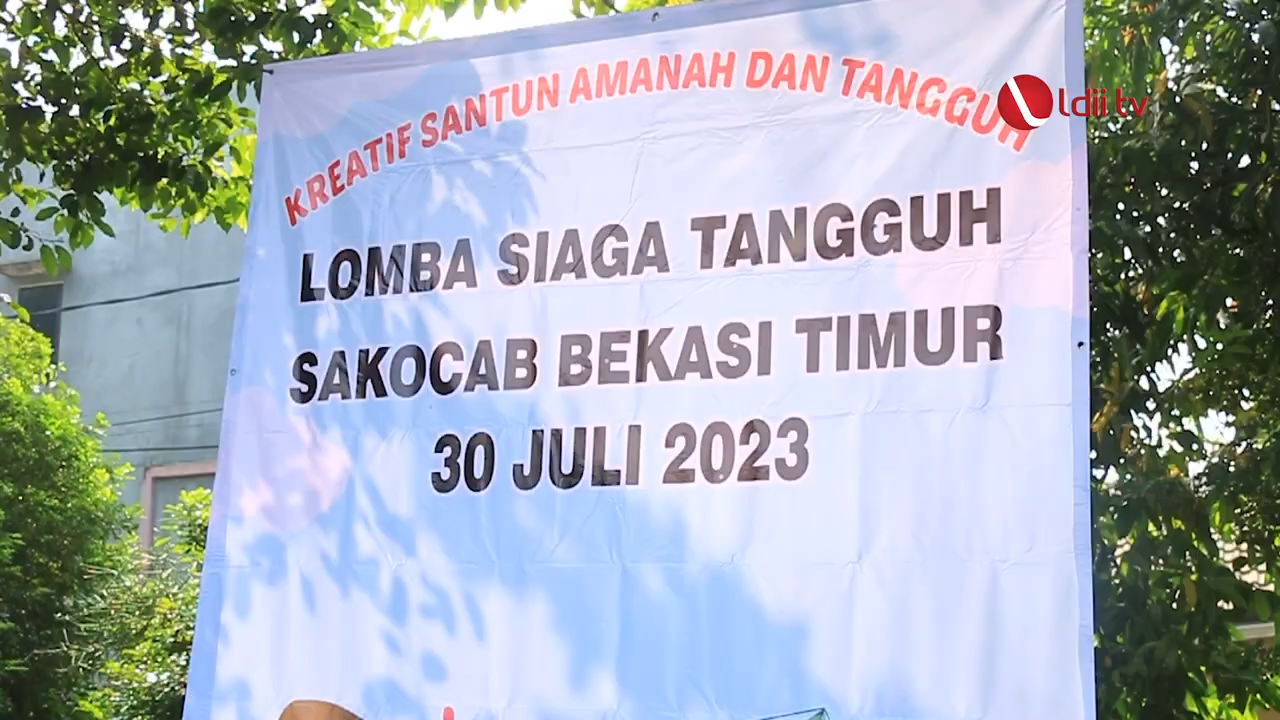 KREATIF SANTUN AMANAH DAN TANGGUH
ldii tv
LOMBA SIAGA TANGGUH
SAKOCAB BEKASI TIMUR
30 JULI 2023